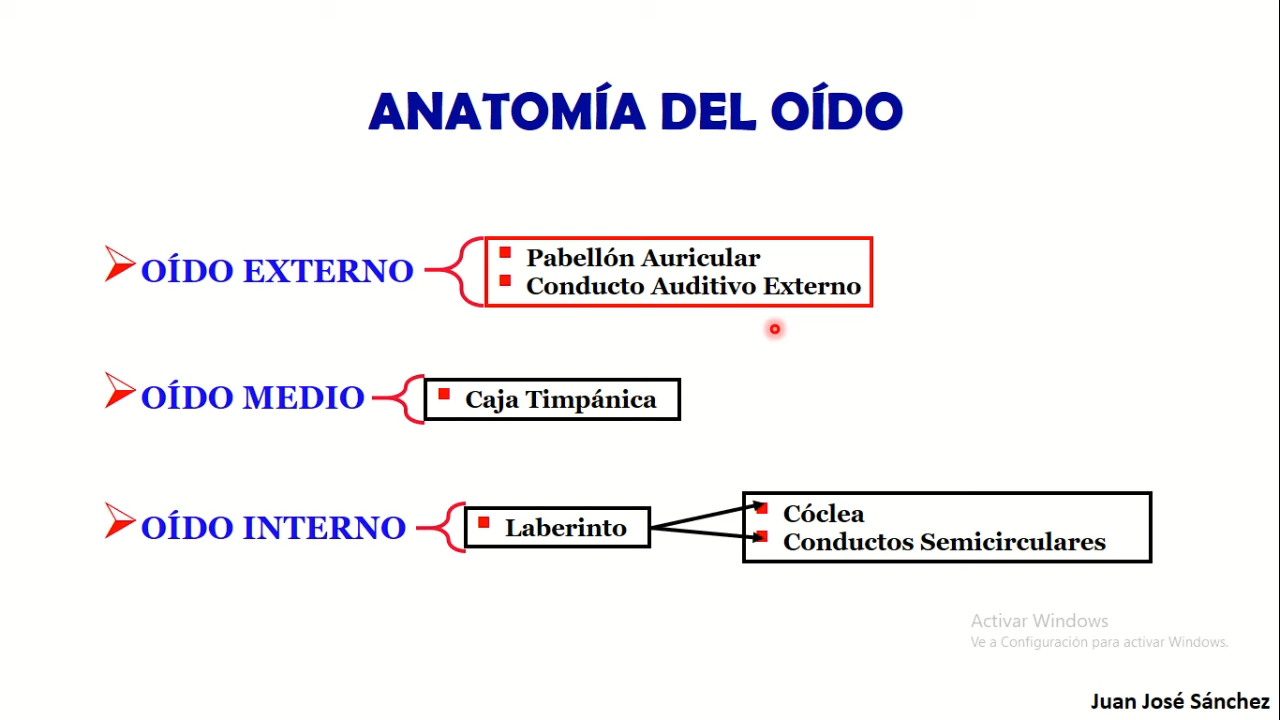 ANATOMÍA DEL OÍDO
OÍDO EXTERNO
Pabellón Auricular
Conducto Auditivo Externo
OÍDO MEDIO
Caja Timpánica
OÍDO INTERNO
Laberinto
Cóclea
Conductos Semicirculares
Activar Windows
Ve a Configuración para activar Windows.
Juan José Sánchez